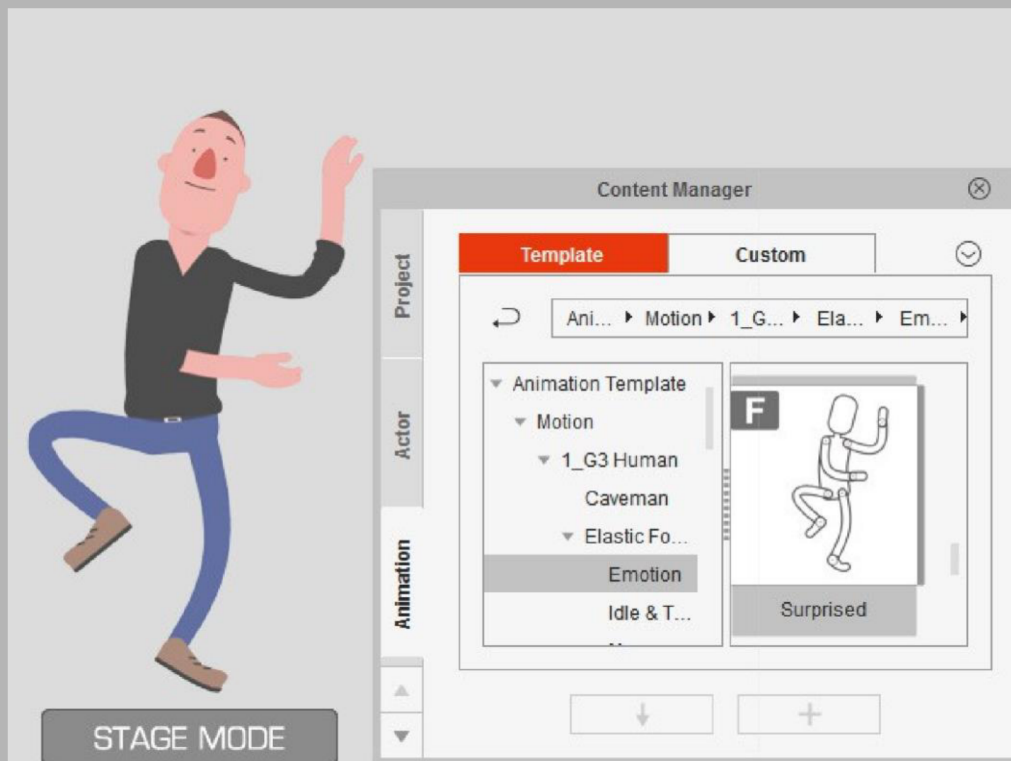 Content Manager
Project
Actor
Animation
Template
Custom
Ani... Motion 1_G... Ela... Em...
Animation Template
Motion
1_G3 Human
Caveman
Elastic Fo...
Emotion
Idle & T...
F
Surprised
STAGE MODE